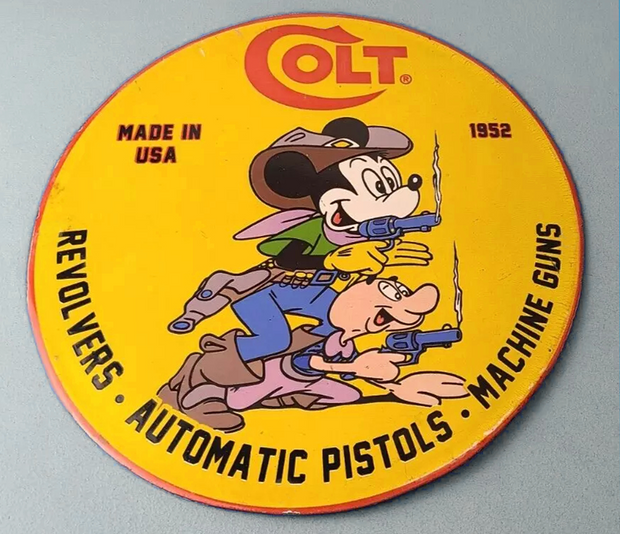 COLT®
MADE IN
USA
1952
REVOLVERS • AUTOMATIC PISTOLS • MACHINE GUNS